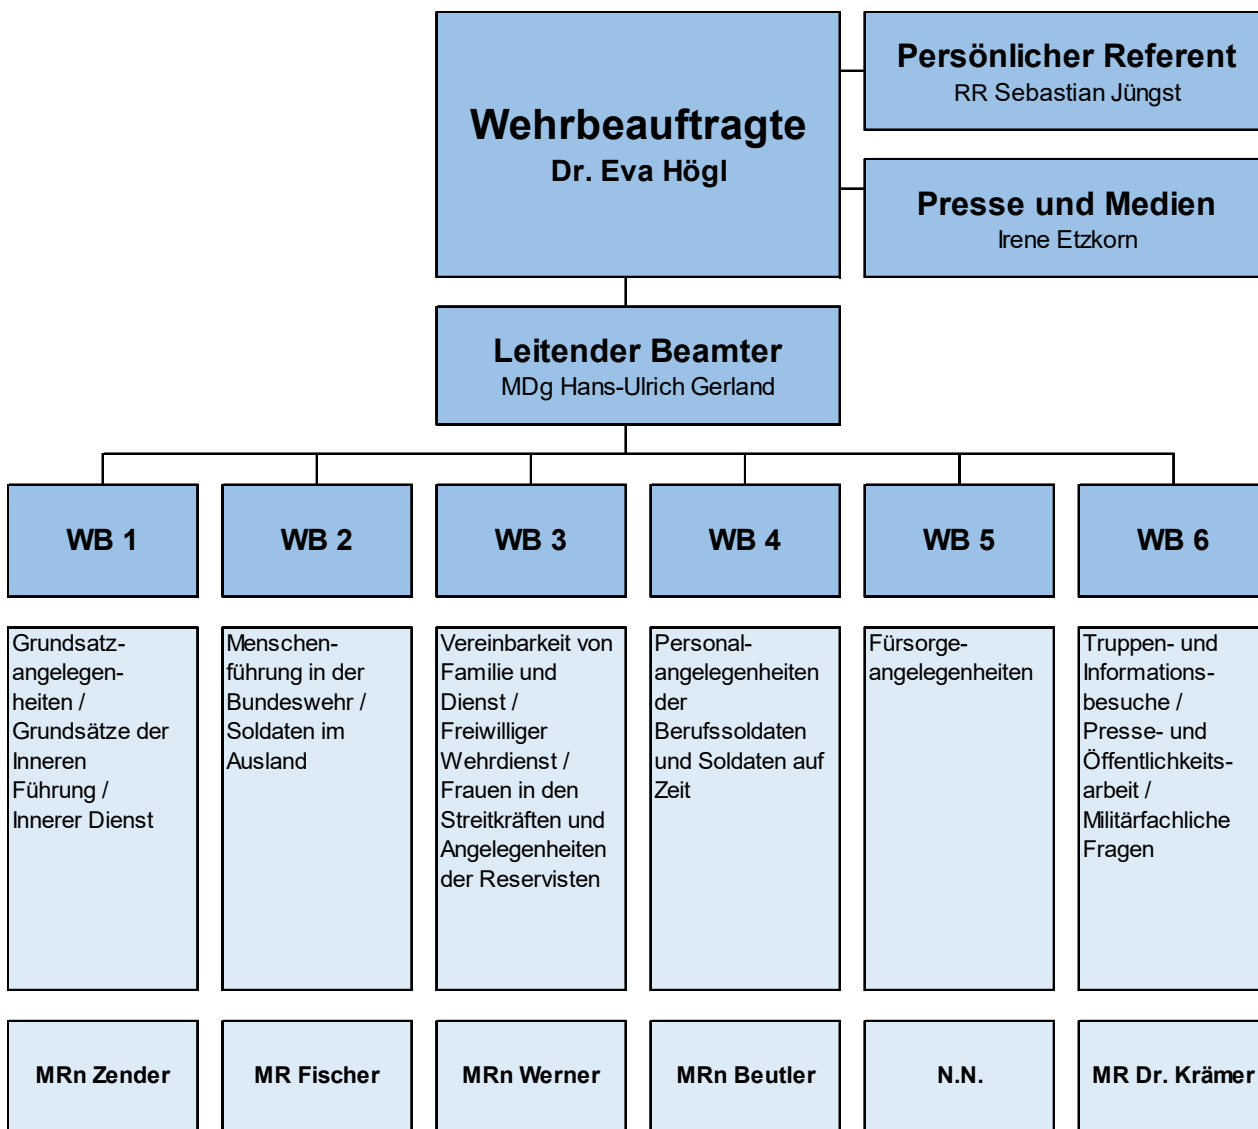 Wehrbeauftragte
Dr. Eva Högl
Persönlicher Referent
RR Sebastian Jüngst
Presse und Medien
Irene Etzkorn
Leitender Beamter
MDg Hans-Ulrich Gerland
WB 1
WB 2
WB 3
WB 4
WB 5
WB 6
Grundsatz-
angelegen-
heiten /
Grundsätze der
Inneren
Führung /
Innerer Dienst
Menschen-
führung in der
Bundeswehr /
Soldaten im
Ausland
Vereinbarkeit von
Familie und
Dienst /
Freiwilliger
Wehrdienst /
Frauen in den
Streitkräften und
Angelegenheiten
der Reservisten
Personal-
angelegenheiten
der
Berufssoldaten
und Soldaten auf
Zeit
Fürsorge-
angelegenheiten
Truppen- und
Informations-
besuche /
Presse- und
Öffentlichkeits-
arbeit /
Militärfachliche
Fragen
MRn Zender
MR Fischer
MRn Werner
MRn Beutler
N.N.
MR Dr. Krämer